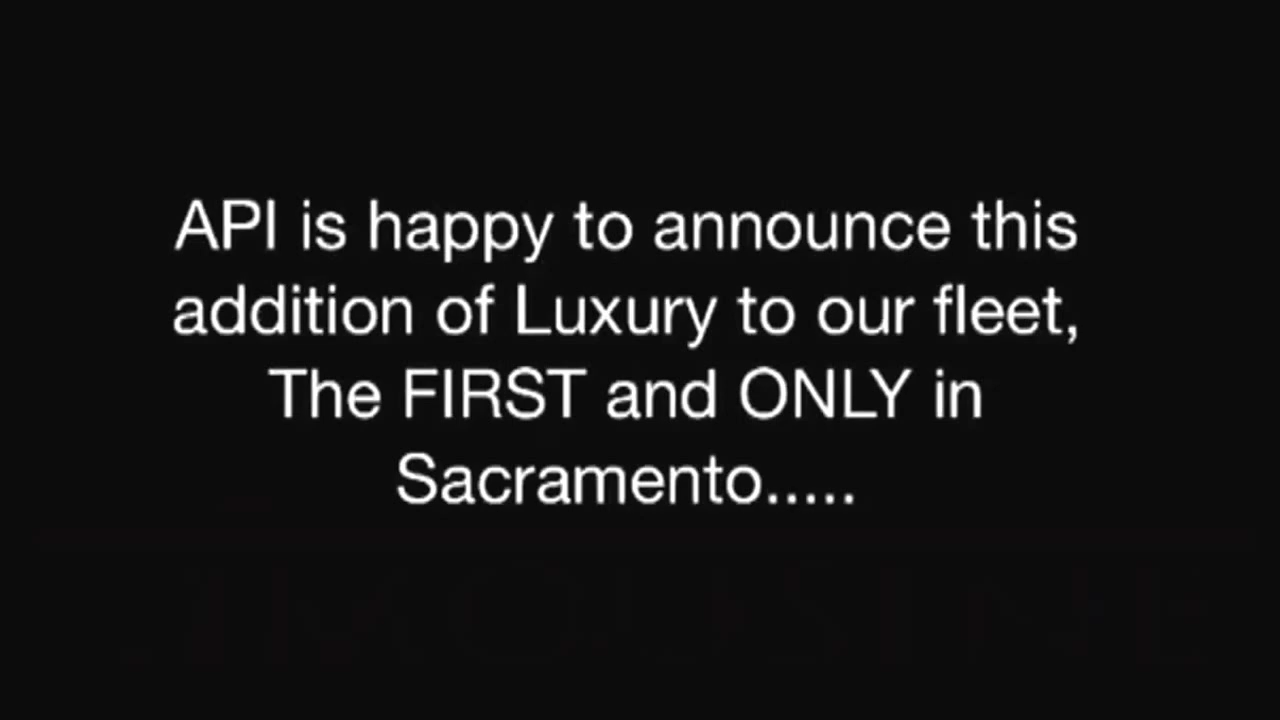 API is happy to announce this
addition of Luxury to our fleet,
The FIRST and ONLY in
Sacramento.....